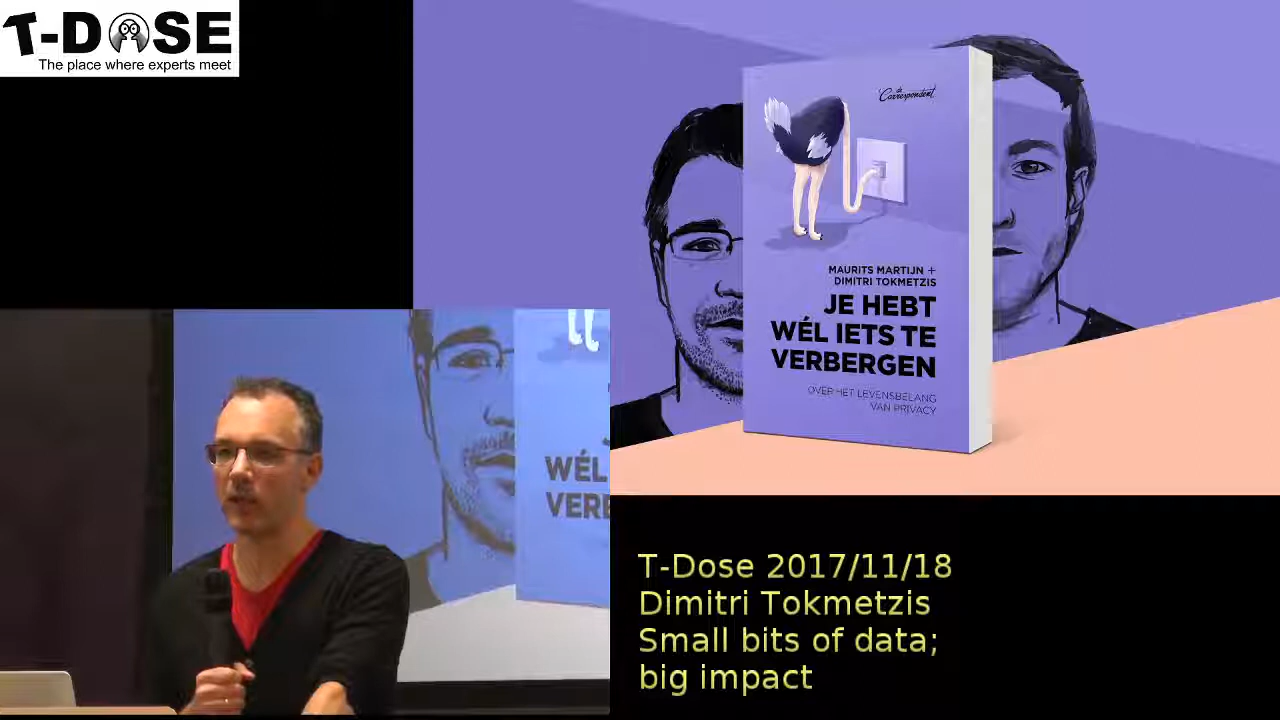 T-DOSE
The place where experts meet
de
Correspondent
MAURITS MARTIJN +
DIMITRI TOKMETZIS
JE HEBT
WÉL IETS TE
VERBERGEN
OVER HET LEVENSBELANG
VAN PRIVACY
WÉL
VERB
T-Dose 2017/11/18
Dimitri Tokmetzis
Small bits of data;
big impact